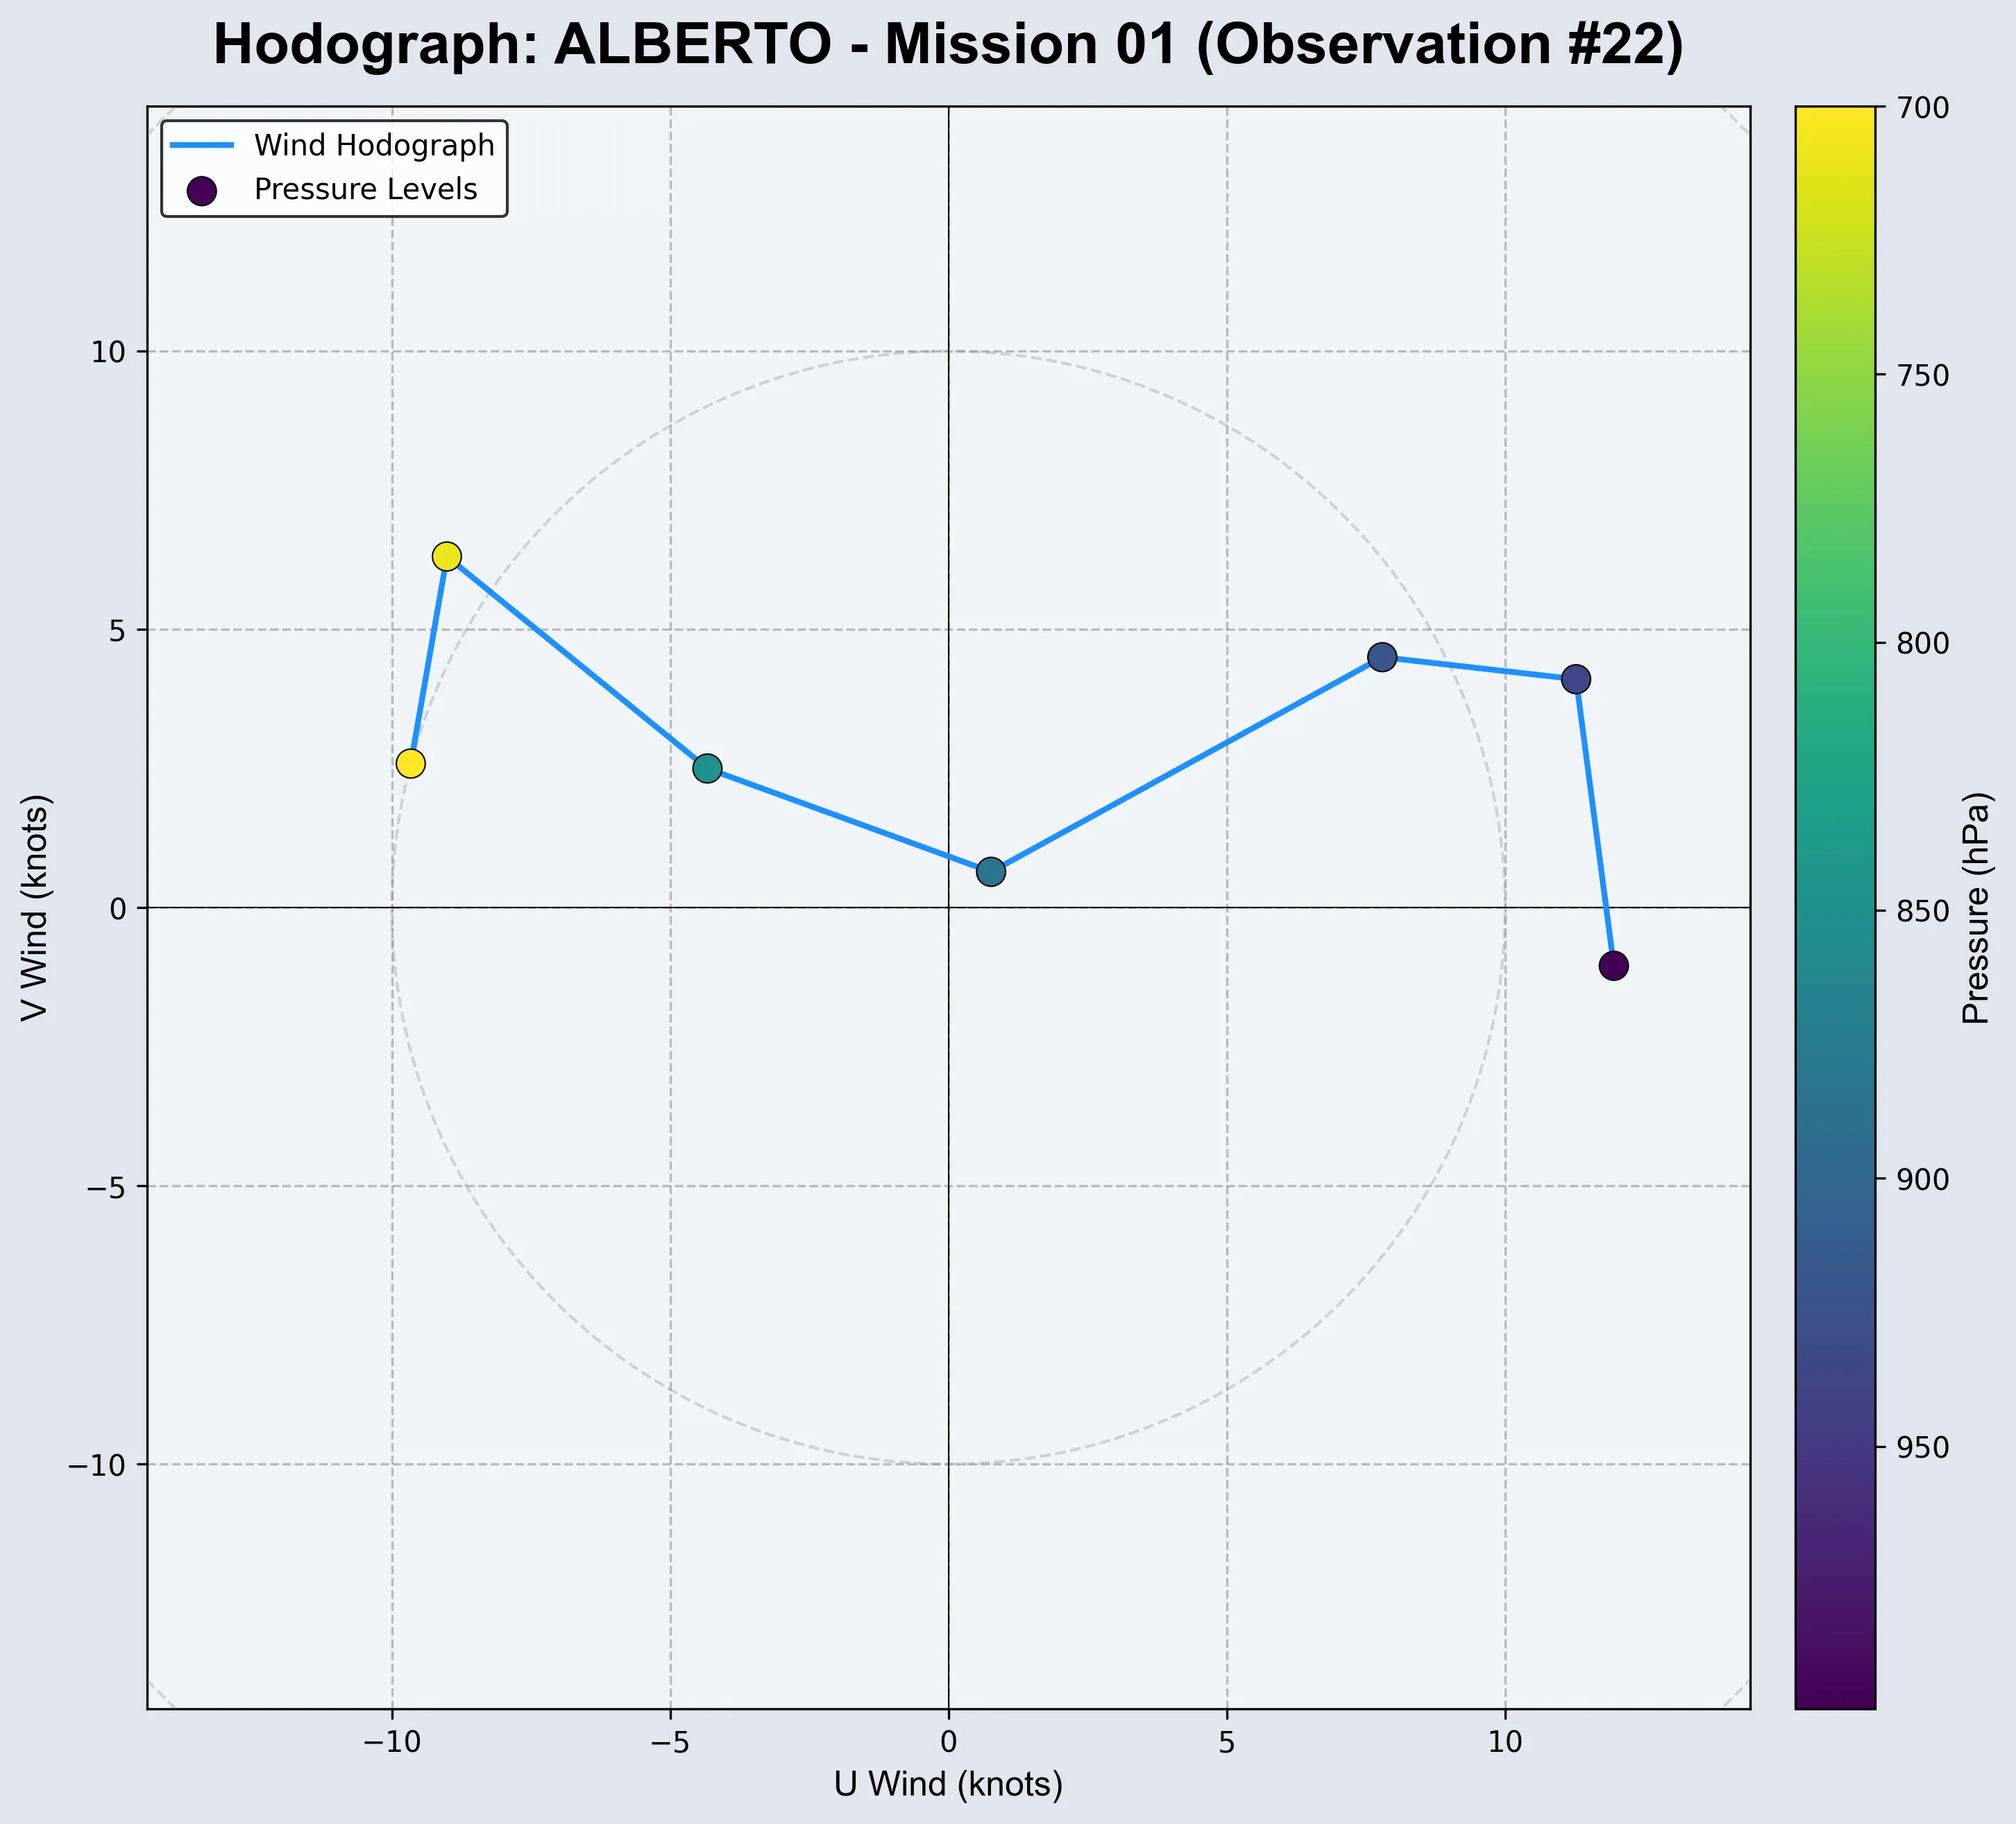 Hodograph: ALBERTO - Mission 01 (Observation #22)
Wind Hodograph
Pressure Levels
10
5
0
−5
−10
V Wind (knots)
−10
−5
0
5
10
U Wind (knots)
700
750
800
850
900
950
Pressure (hPa)